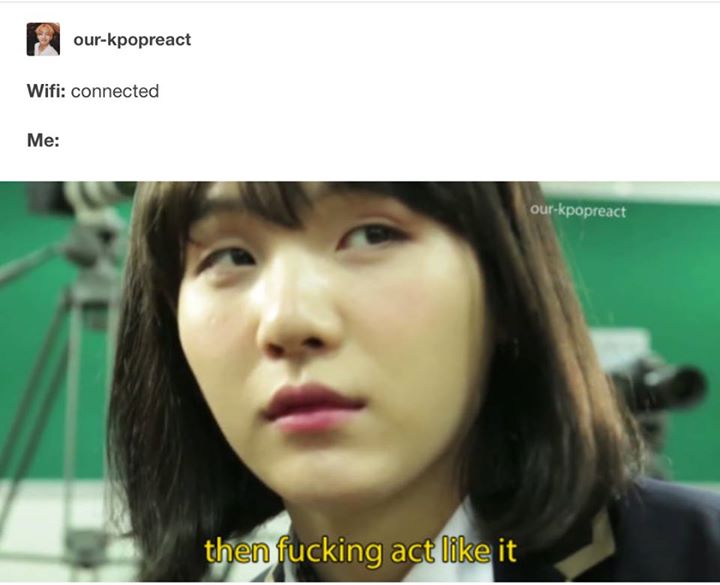 our-kpopreact
Wifi: connected
Me:
our-kpopreact
then fucking act like it